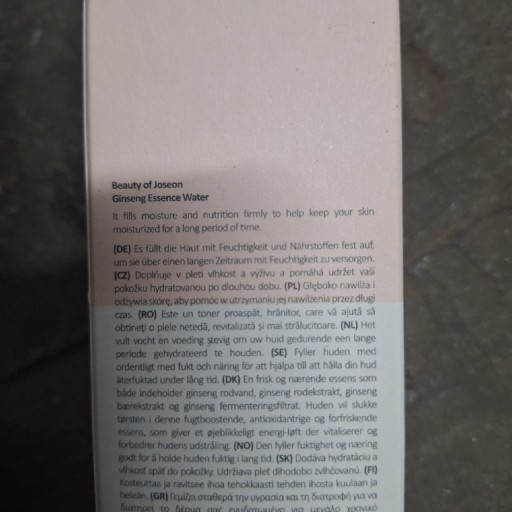 Beauty of Joseon
Ginseng Essence Water
It fills moisture and nutrition firmly to help keep your skin
moisturized for a long period of time.
(DE) Es füllt die Haut mit Feuchtigkeit und Nährstoffen fest auf,
um sie über einen langen Zeitraum mit Feuchtigkeit zu versorgen.
(CZ) Doplňuje v pleti vlhkost a výživu a pomáhá udržet vaši
pokožku hydratovanou po dlouhou dobu. (PL) Głęboko nawilża i
odżywia skórę, aby pomóc w utrzymaniu jej nawilżenia przez długi
czas. (RO) Este un toner proaspăt, hrănitor, care vă ajută să
obțineți o piele netedă, revitalizată și mai strălucitoare. (NL) Het
vult vocht en voeding stevig om uw huid gedurende een lange
periode gehydrateerd te houden. (SE) Fyller huden med
ordentligt med fukt och näring för att hjälpa till att hålla din hud
återfuktad under lång tid. (DK) En frisk og nærende essens som
både indeholder ginseng rodvand, ginseng rodekstrakt, ginseng
bærekstrakt og ginseng fermenteringsfiltrat. Huden vil slukke
tørsten i denne fugtboostende, antioxidantrige og forfriskende
essens, som giver et øjeblikkeligt energi-løft der vitaliserer og
forbedrer hudens udstråling. (NO) Den fyller fuktighet og næring
godt for å holde huden fuktig i lang tid. (SK) Dodáva hydratáciu a
vlhkosť späť do pokožky. Udržiava pleť dlhodobo zvlhčovanú. (FI)
Kosteuttaa ja ravitsee ihoa tehokkaasti tehden ihosta kuulaan ja
heleän. (GR) Γεμίζει σταθερά την υγρασία και τη διατροφή για να
διατηρεί το δέρμα σας ενυδατωμένο για μεγάλο χρονικό